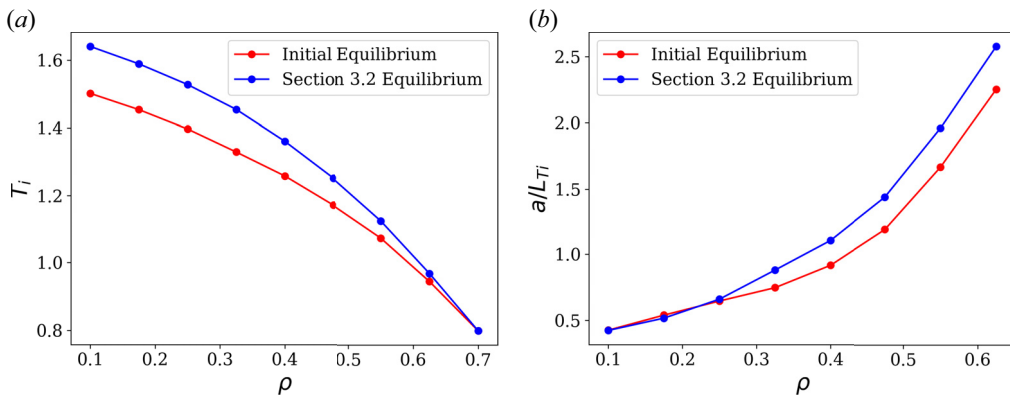 (a)
Initial Equilibrium
Section 3.2 Equilibrium
1.6
1.4
1.2
1.0
0.8
T_i
0.1 0.2 0.3 0.4 0.5 0.6 0.7
ρ
(b)
Initial Equilibrium
Section 3.2 Equilibrium
2.5
2.0
1.5
1.0
0.5
a/L_{Ti}
0.1 0.2 0.3 0.4 0.5 0.6
ρ